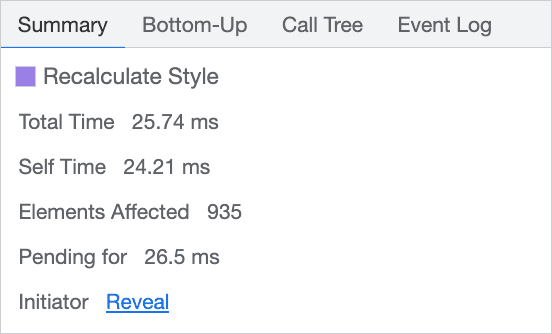 Summary Bottom-Up Call Tree Event Log
Recalculate Style
Total Time 25.74 ms
Self Time 24.21 ms
Elements Affected 935
Pending for 26.5 ms
Initiator Reveal